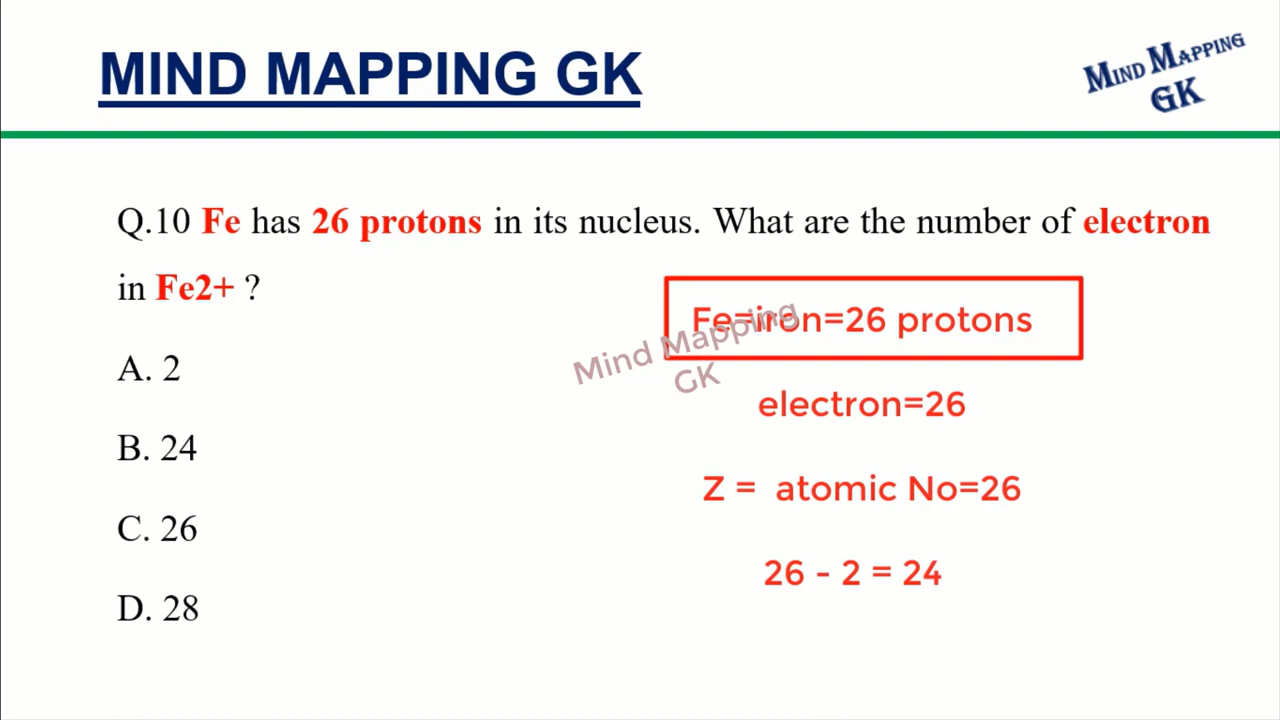 MIND MAPPING GK
MIND MAPPING
GK
Q.10 Fe has 26 protons in its nucleus. What are the number of electron
in Fe2+ ?
Fe=iron=26 protons
Mind Mapping
GK
A. 2
electron=26
B. 24
Z = atomic No=26
C. 26
26 - 2 = 24
D. 28